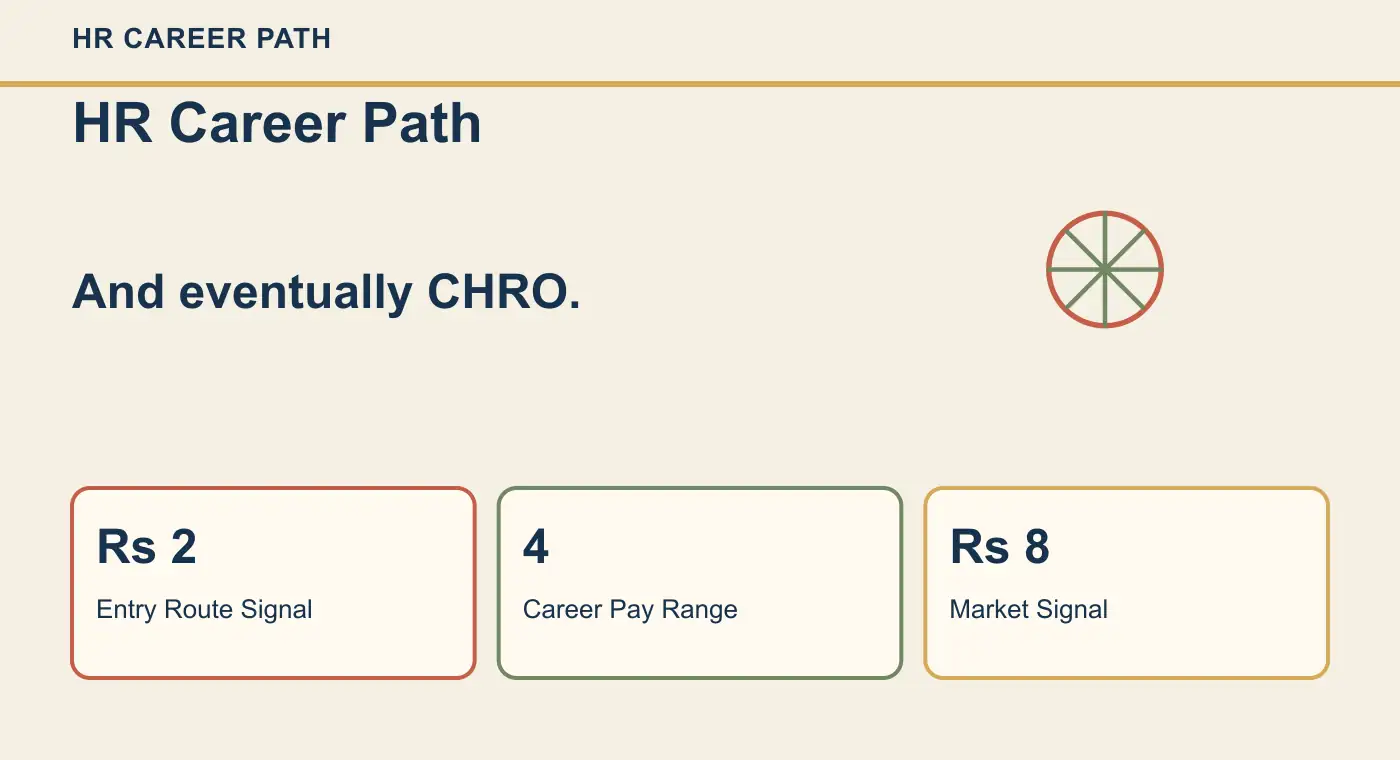 HR CAREER PATH
HR Career Path
And eventually CHRO.
Rs 2
Entry Route Signal
4
Career Pay Range
Rs 8
Market Signal